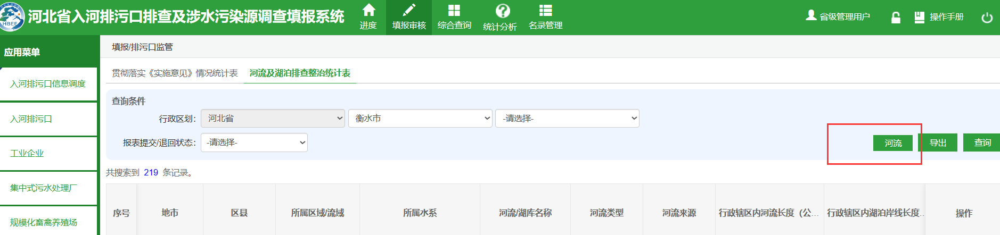 HBEE
河北省入河排污口排查及涉水污染源调查填报系统
进度
填报审核
综合查询
统计分析
名录管理
省级管理用户
操作手册
应用菜单
入河排污口信息调度
入河排污口
工业企业
集中式污水处理厂
规模化畜禽养殖场
填报/排污口监管
贯彻落实《实施意见》情况统计表
河流及湖泊排查整治统计表
查询条件
行政区划：
河北省
衡水市
-请选择-
报表提交/退回状态：
-请选择-
河流
导出
查询
共搜索到 219 条记录。
序号
地市
区县
所属区域/流域
所属水系
河流/湖库名称
河流类型
河流来源
行政辖区内河流长度（公...
行政辖区内湖泊岸线长度...
操作